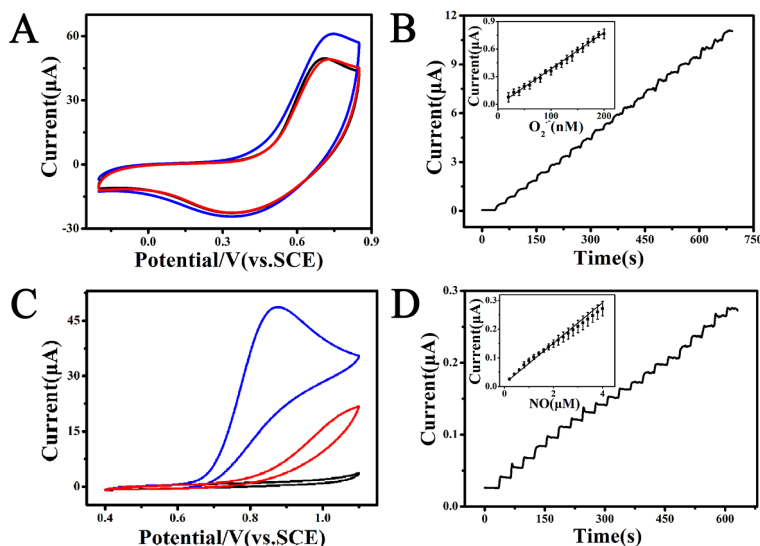 A
Current(μA)
60
30
0
-30
0.0 0.3 0.6 0.9
Potential/V(vs.SCE)
B
Current(μA)
12
9
6
3
0
0 150 300 450 600 750
Time(s)
Current(μA)
0.9
0.6
0.3
0.0
0 50 100 150 200
O₂·⁻(nM)
C
Current(μA)
45
30
15
0
0.4 0.6 0.8 1.0
Potential/V(vs.SCE)
D
Current(μA)
0.3
0.2
0.1
0.0
0 150 300 450 600
Time(s)
Current(μA)
0.3
0.2
0.1
0.0
0 1 2 3 4
NO(μM)